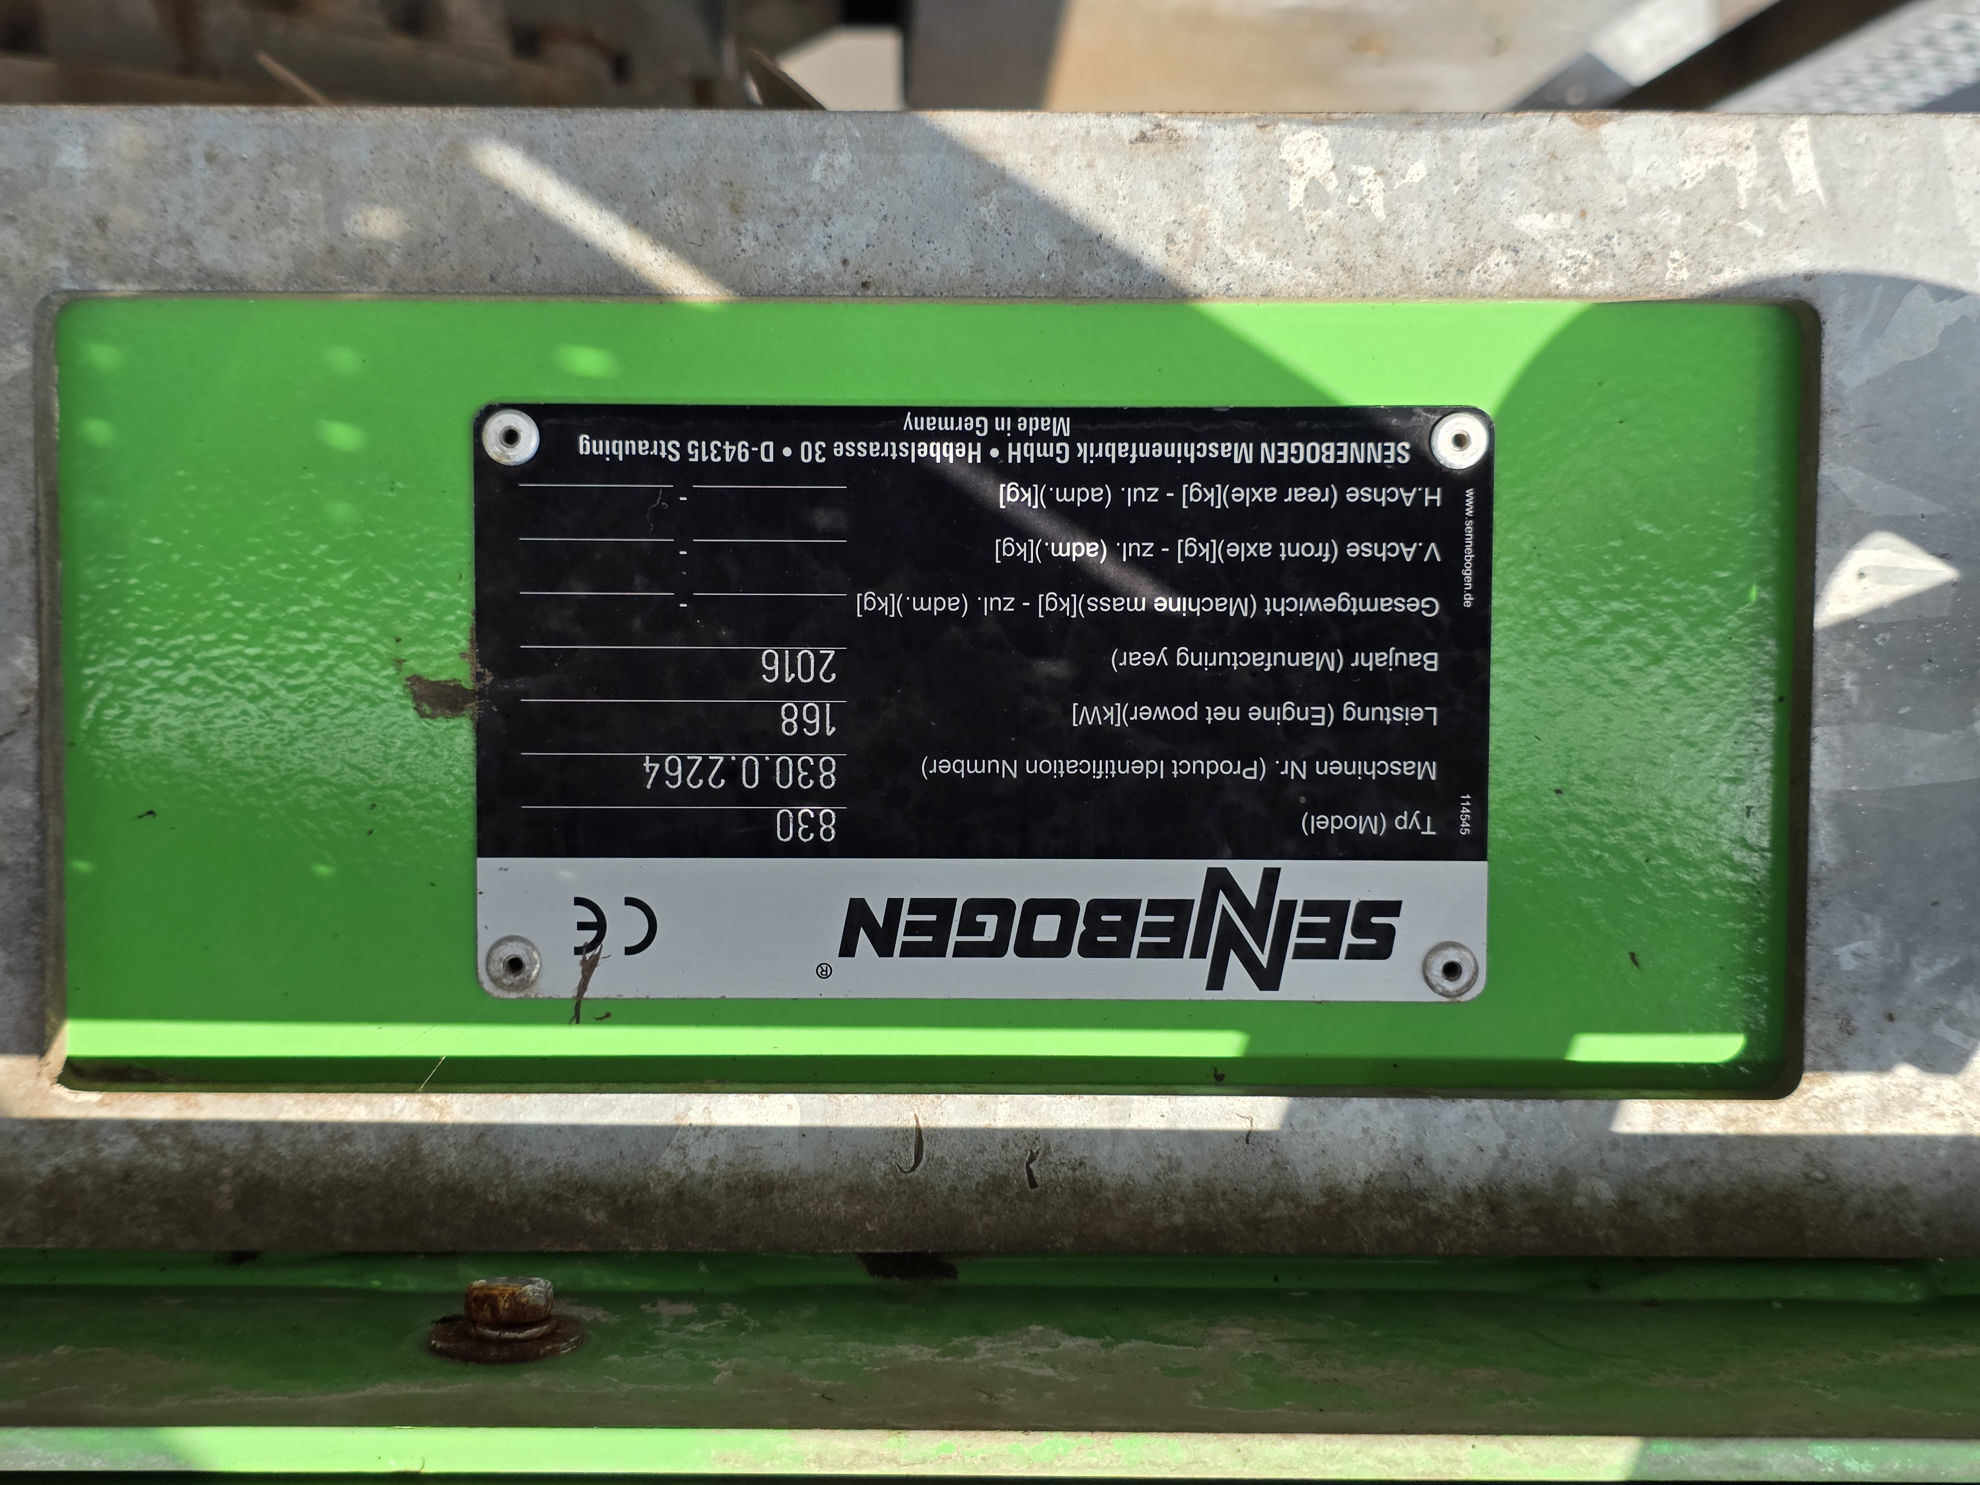 SENNEBOGEN ®
CE
114545
Typ (Model) 830
Maschinen Nr. (Product Identification Number) 830.0.2264
Leistung (Engine net power)[kW] 168
Baujahr (Manufacturing year) 2016
Gesamtgewicht (Machine mass)[kg] - zul. (adm.)[kg] -
V.Achse (front axle)[kg] - zul. (adm.)[kg] -
H.Achse (rear axle)[kg] - zul. (adm.)[kg] -
www.sennebogen.de
SENNEBOGEN Maschinenfabrik GmbH • Hebbelstrasse 30 • D-94315 Straubing
Made in Germany